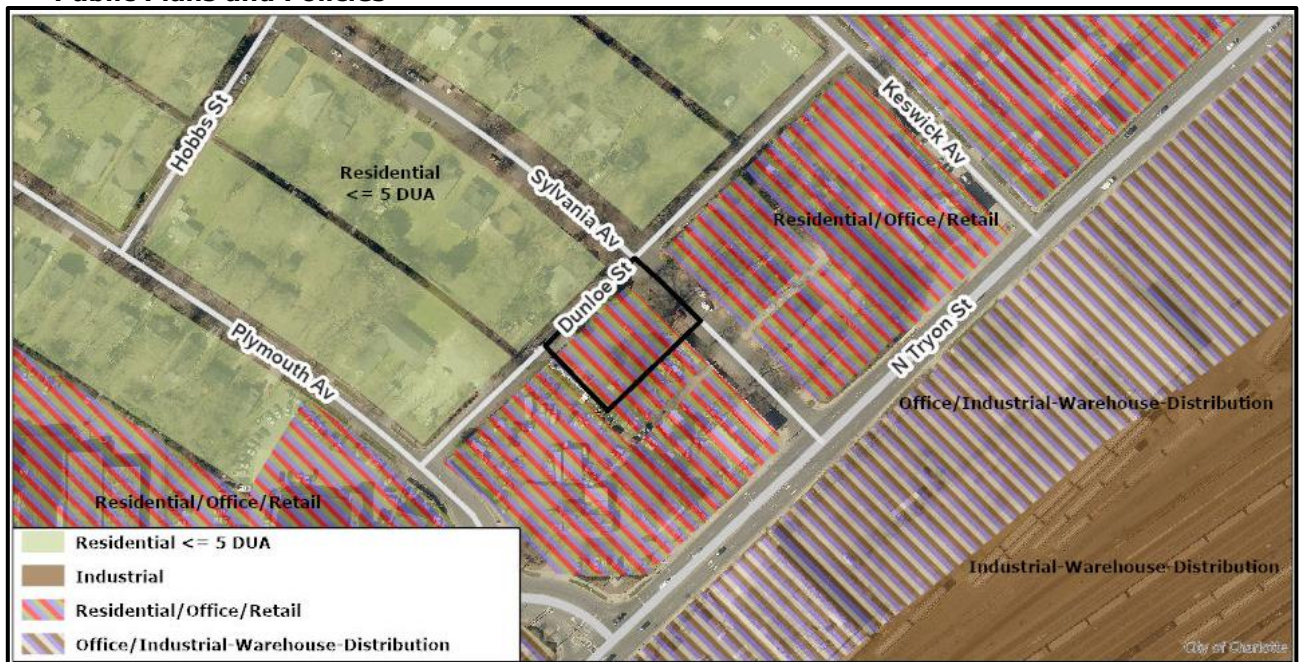 Public Plans and Policies
Hobbs St
Keswick Av
Residential
<= 5 DUA
Sylvania Av
Residential/Office/Retail
Dunloe St
Plymouth Av
N Tryon St
Office/Industrial-Warehouse-Distribution
Residential/Office/Retail
Industrial-Warehouse-Distribution
Residential <= 5 DUA
Industrial
Residential/Office/Retail
Office/Industrial-Warehouse-Distribution
City of Charlotte